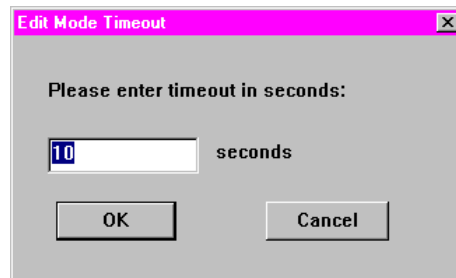 Edit Mode Timeout
Please enter timeout in seconds:
10 seconds
OK Cancel